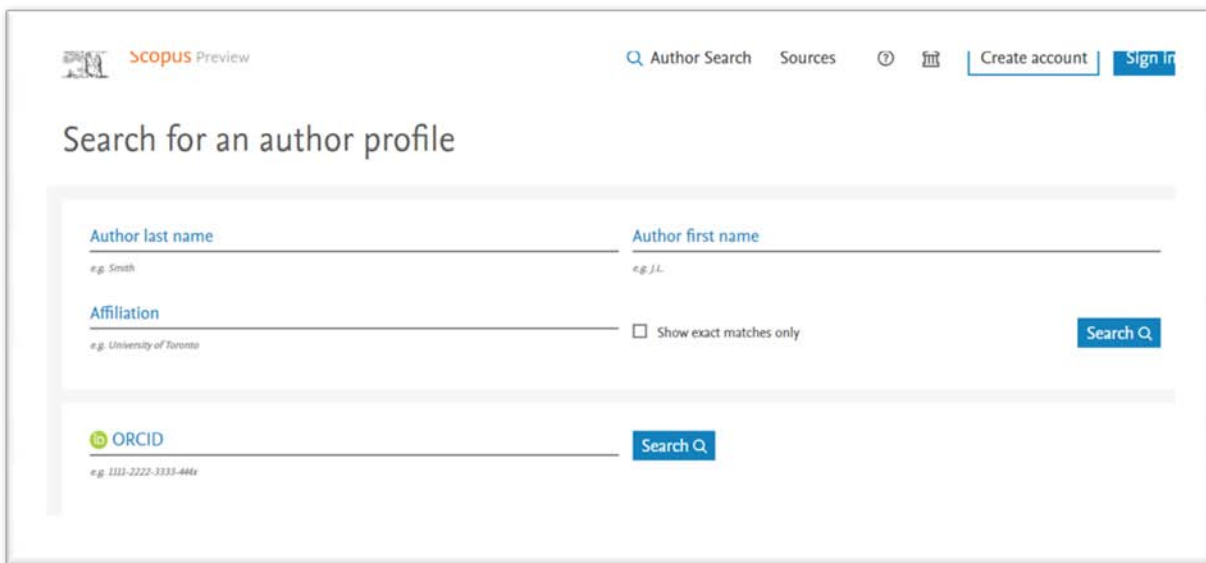 Scopus Preview
Author Search Sources Create account Sign in
Search for an author profile
Author last name Author first name
e.g. Smith e.g. J.L.
Affiliation
Show exact matches only Search
e.g. University of Toronto
iD ORCID Search
e.g. 1111-2222-3333-444x